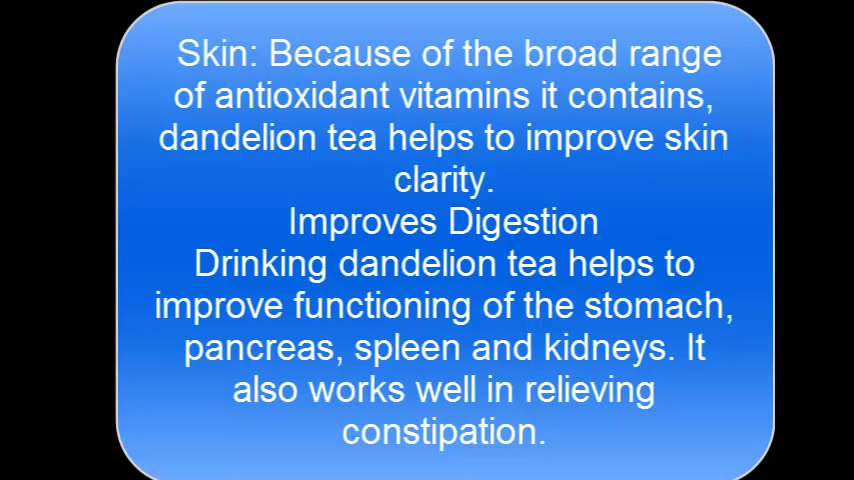 Skin: Because of the broad range
of antioxidant vitamins it contains,
dandelion tea helps to improve skin
clarity.
Improves Digestion
Drinking dandelion tea helps to
improve functioning of the stomach,
pancreas, spleen and kidneys. It
also works well in relieving
constipation.